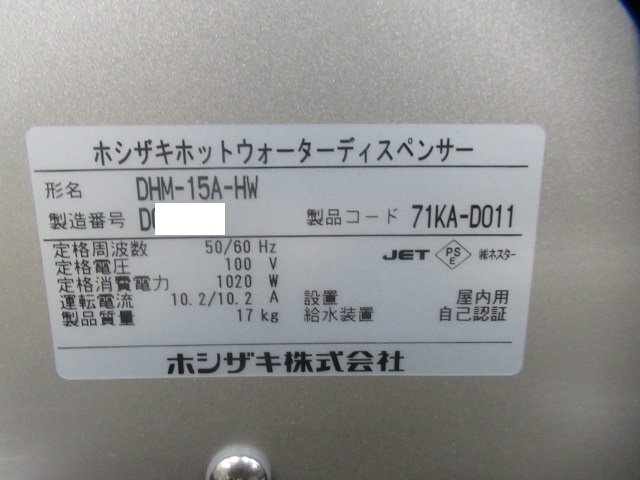 ホシザキホットウォーターディスペンサー
形名 DHM-15A-HW
製造番号 D 製品コード 71KA-D011
定格周波数 50/60 Hz JET PSE ㈱ネスター
定格電圧 100 V
定格消費電力 1020 W
運転電流 10.2/10.2 A 設置 屋内用
製品質量 17 kg 給水装置 自己認証
ホシザキ株式会社